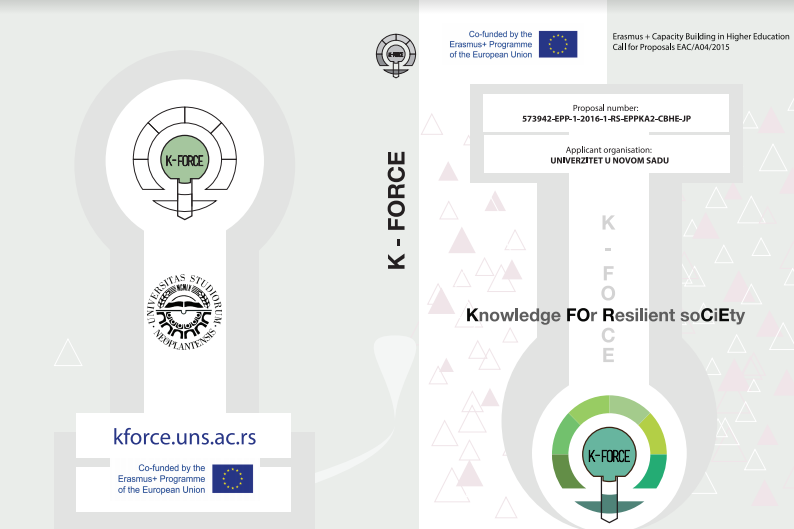 K-FORCE
UNIVERSITAS STUDIORUM
MCMLX
NEOPLANTENSIS
kforce.uns.ac.rs
Co-funded by the
Erasmus+ Programme
of the European Union
K-FORCE
K - FORCE
Co-funded by the
Erasmus+ Programme
of the European Union
Erasmus + Capacity Building in Higher Education
Call for Proposals EAC/A04/2015
Proposal number:
573942-EPP-1-2016-1-RS-EPPKA2-CBHE-JP
Applicant organisation:
UNIVERZITET U NOVOM SADU
K - FORCE
Knowledge FOr Resilient soCiEty
K-FORCE